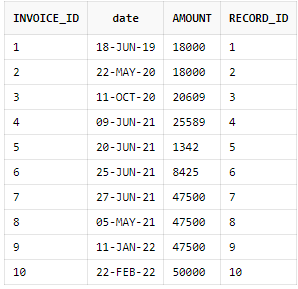 INVOICE_ID date AMOUNT RECORD_ID
1 18-JUN-19 18000 1
2 22-MAY-20 18000 2
3 11-OCT-20 20609 3
4 09-JUN-21 25589 4
5 20-JUN-21 1342 5
6 25-JUN-21 8425 6
7 27-JUN-21 47500 7
8 05-MAY-21 47500 8
9 11-JAN-22 47500 9
10 22-FEB-22 50000 10